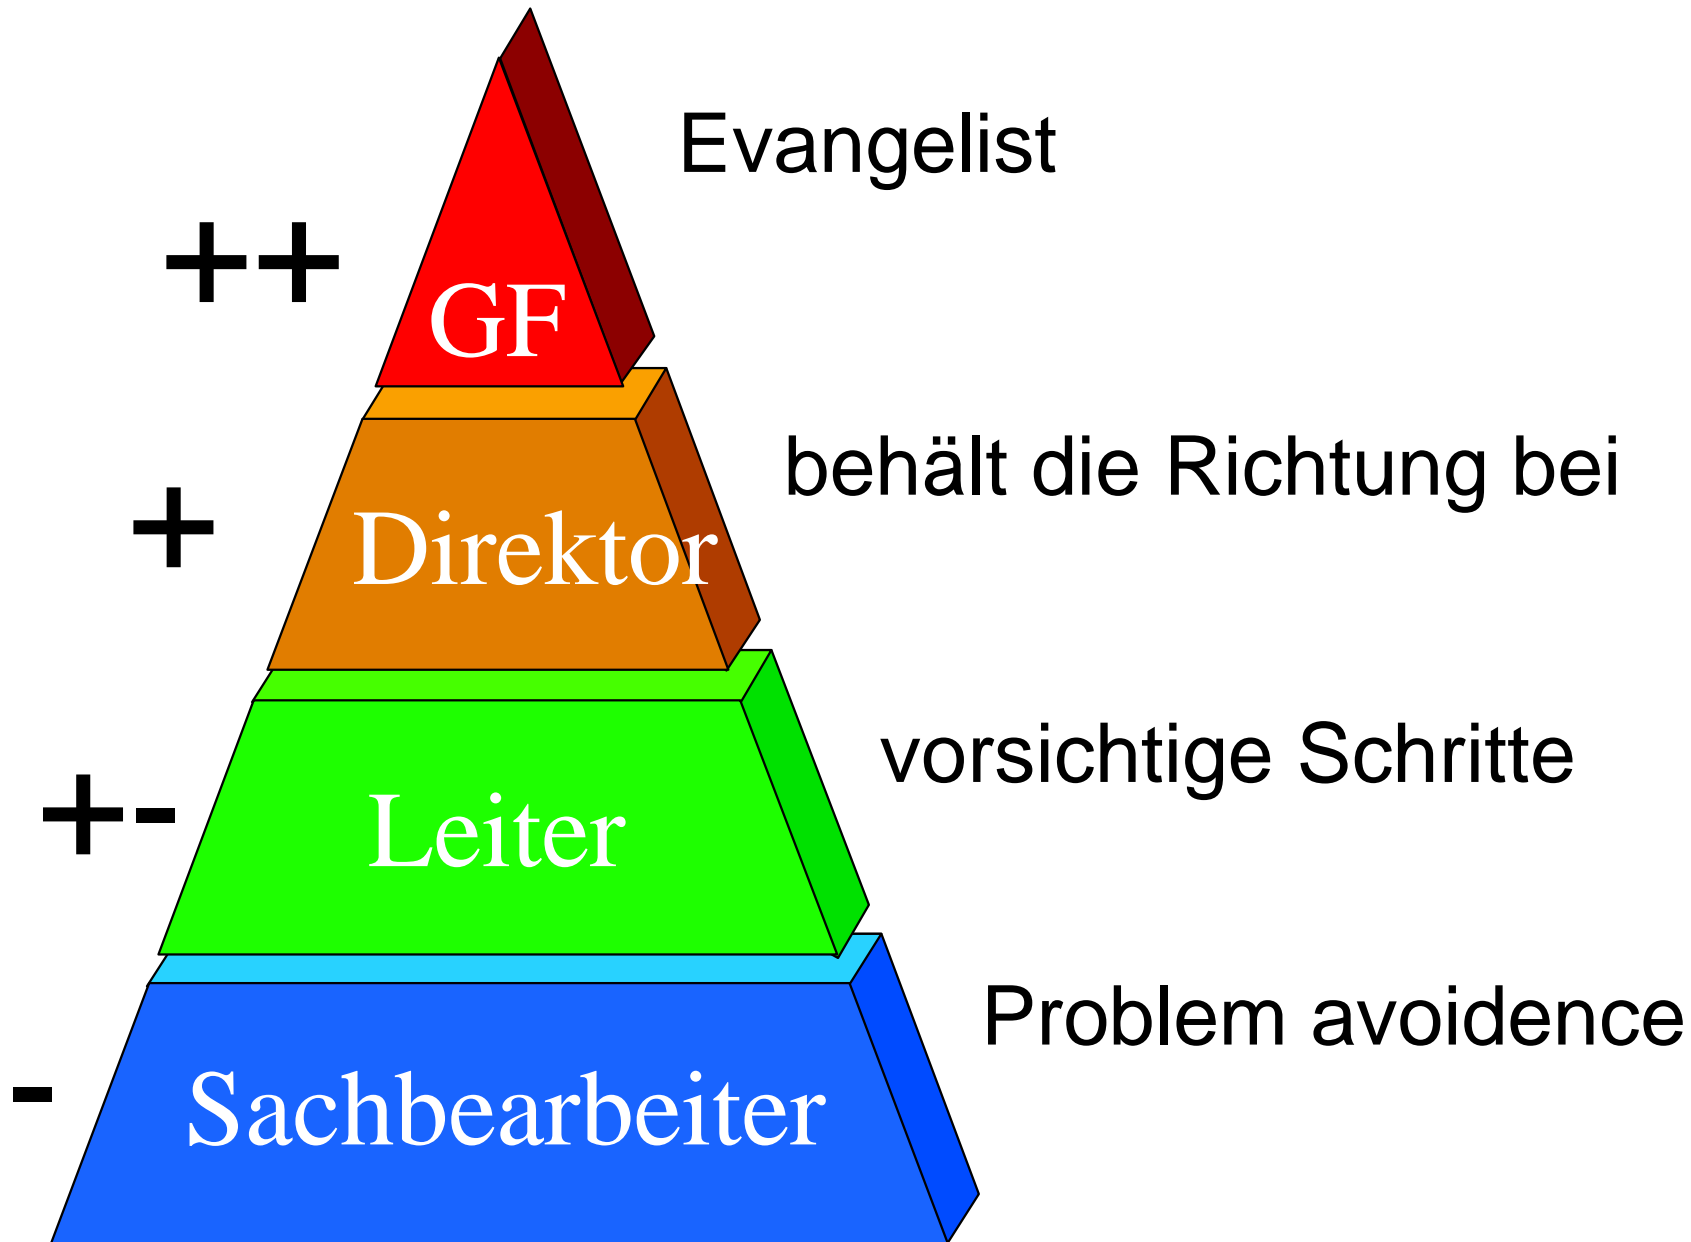 Evangelist
++
GF
behält die Richtung bei
+
Direktor
vorsichtige Schritte
+-
Leiter
Problem avoidence
-
Sachbearbeiter